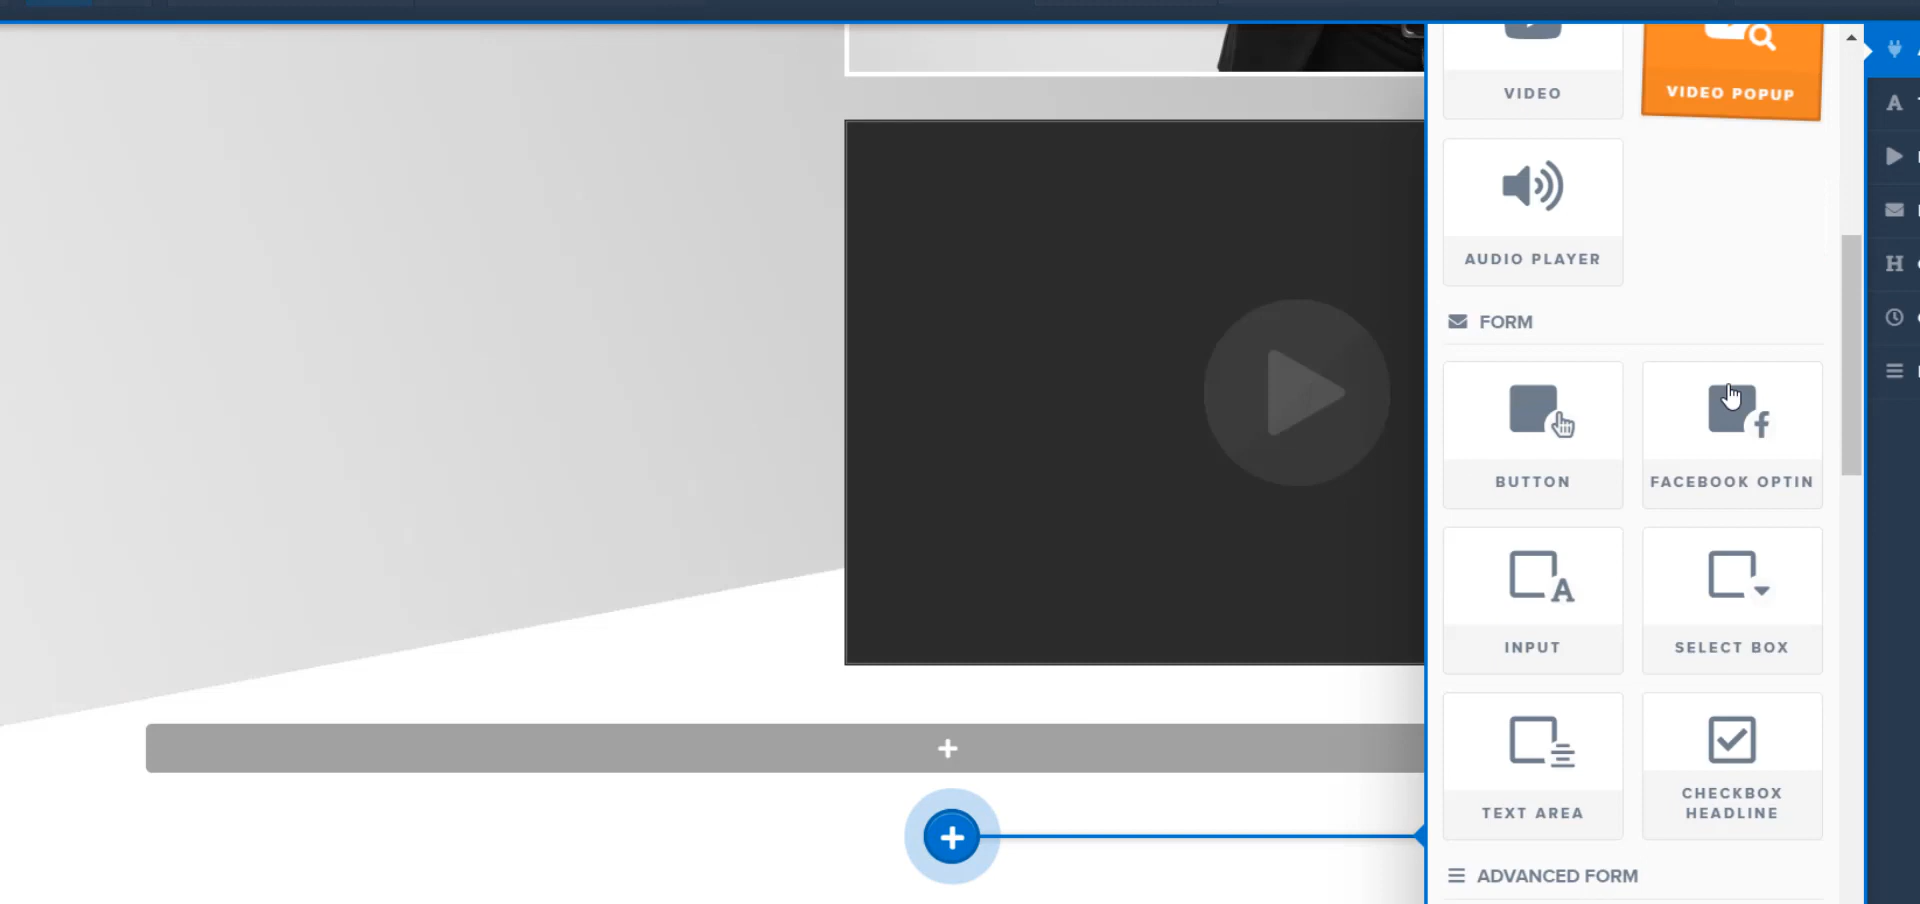 VIDEO
VIDEO POPUP
AUDIO PLAYER
FORM
BUTTON
FACEBOOK OPTIN
INPUT
SELECT BOX
TEXT AREA
CHECKBOX
HEADLINE
ADVANCED FORM